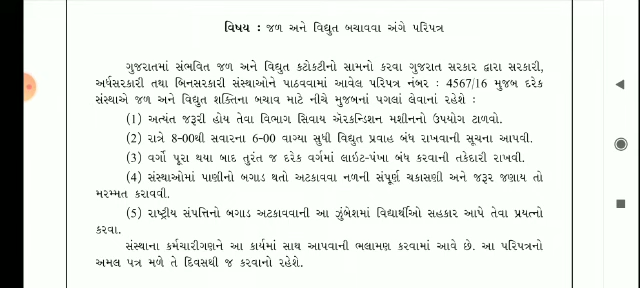 વિષય : જળ અને વિદ્યુત બચાવવા અંગે પરિપત્ર
ગુજરાતમાં સંભવિત જળ અને વિદ્યુત કટોકટીનો સામનો કરવા ગુજરાત સરકાર દ્વારા સરકારી,
અર્ધસરકારી તથા બિનસરકારી સંસ્થાઓને પાઠવવામાં આવેલ પરિપત્ર નંબર : 4567/16 મુજબ દરેક
સંસ્થાએ જળ અને વિદ્યુત શક્તિના બચાવ માટે નીચે મુજબનાં પગલાં લેવાનાં રહેશે :
(1) અત્યંત જરૂરી હોય તેવા વિભાગ સિવાય ઍરકન્ડિશન મશીનનો ઉપયોગ ટાળવો.
(2) રાત્રે 8-00થી સવારના 6-00 વાગ્યા સુધી વિદ્યુત પ્રવાહ બંધ રાખવાની સૂચના આપવી.
(3) વર્ગો પૂરા થયા બાદ તુરંત જ દરેક વર્ગમાં લાઇટ-પંખા બંધ કરવાની તકેદારી રાખવી.
(4) સંસ્થાઓમાં પાણીનો બગાડ થતો અટકાવવા નળની સંપૂર્ણ ચકાસણી અને જરૂર જણાય તો
મરમ્મત કરાવવી.
(5) રાષ્ટ્રીય સંપત્તિનો બગાડ અટકાવવાની આ ઝુંબેશમાં વિદ્યાર્થીઓ સહકાર આપે તેવા પ્રયત્નો
કરવા.
સંસ્થાના કર્મચારીગણને આ કાર્યમાં સાથ આપવાની ભલામણ કરવામાં આવે છે. આ પરિપત્રનો
અમલ પત્ર મળે તે દિવસથી જ કરવાનો રહેશે.